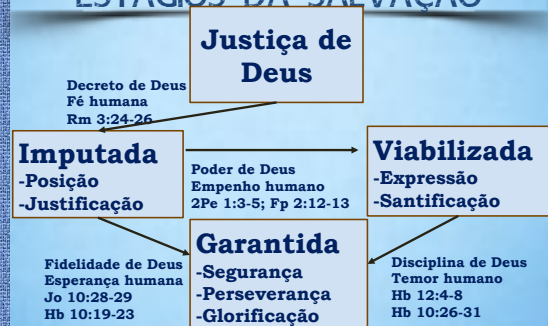 ESTÁGIOS DA SALVAÇÃO
Justiça de
Deus
Decreto de Deus
Fé humana
Rm 3:24-26
Imputada
-Posição
-Justificação
Poder de Deus
Empenho humano
2Pe 1:3-5; Fp 2:12-13
Viabilizada
-Expressão
-Santificação
Fidelidade de Deus
Esperança humana
Jo 10:28-29
Hb 10:19-23
Garantida
-Segurança
-Perseverança
-Glorificação
Disciplina de Deus
Temor humano
Hb 12:4-8
Hb 10:26-31